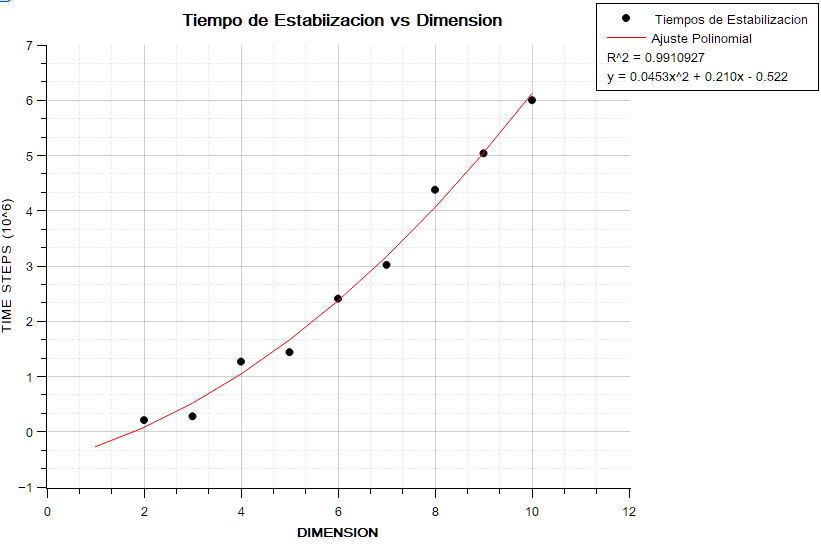 Tiempo de Estabiizacion vs Dimension
Tiempos de Estabilizacion
Ajuste Polinomial
R^2 = 0.9910927
y = 0.0453x^2 + 0.210x - 0.522
7
6
5
4
3
2
1
0
−1
TIME STEPS (10^6)
0 2 4 6 8 10 12
DIMENSION